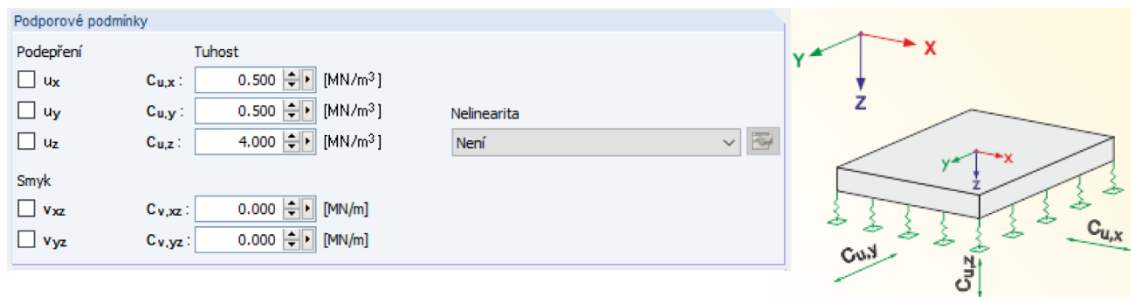 Podporové podmínky
Podepření Tuhost
ux Cu,x : 0.500 [MN/m³]
uy Cu,y : 0.500 [MN/m³]
Nelinearita
uz Cu,z : 4.000 [MN/m³] Není
Smyk
vxz Cv,xz : 0.000 [MN/m]
vyz Cv,yz : 0.000 [MN/m]
Y X
Z
y x
z
Cu,y Cu,z Cu,x